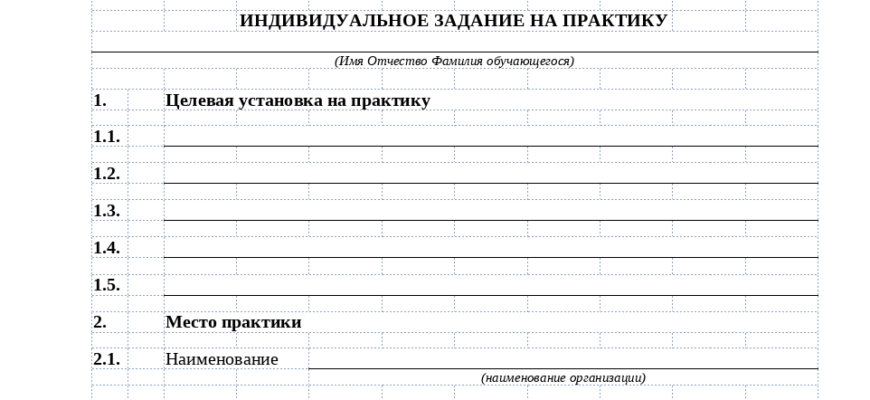 ИНДИВИДУАЛЬНОЕ ЗАДАНИЕ НА ПРАКТИКУ
(Имя Отчество Фамилия обучающегося)
1. Целевая установка на практику
1.1.
1.2.
1.3.
1.4.
1.5.
2. Место практики
2.1. Наименование
(наименование организации)